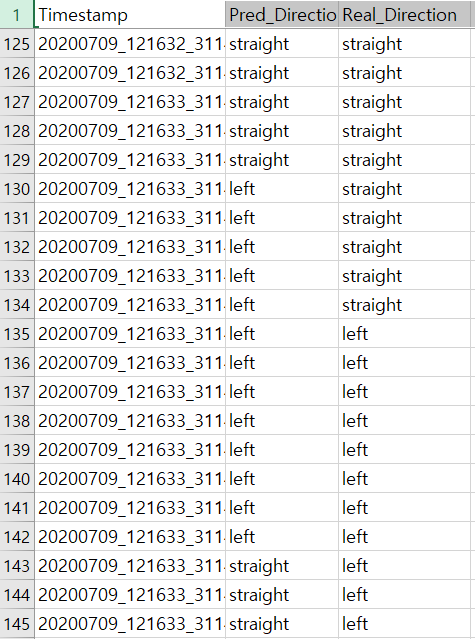 1 Timestamp Pred_Directio Real_Direction
125 20200709_121632_311 straight straight
126 20200709_121632_311 straight straight
127 20200709_121633_311 straight straight
128 20200709_121633_311 straight straight
129 20200709_121633_311 straight straight
130 20200709_121633_311 left straight
131 20200709_121633_311 left straight
132 20200709_121633_311 left straight
133 20200709_121633_311 left straight
134 20200709_121633_311 left straight
135 20200709_121633_311 left left
136 20200709_121633_311 left left
137 20200709_121633_311 left left
138 20200709_121633_311 left left
139 20200709_121633_311 left left
140 20200709_121633_311 left left
141 20200709_121633_311 left left
142 20200709_121633_311 left left
143 20200709_121633_311 straight left
144 20200709_121633_311 straight left
145 20200709_121633_311 straight left